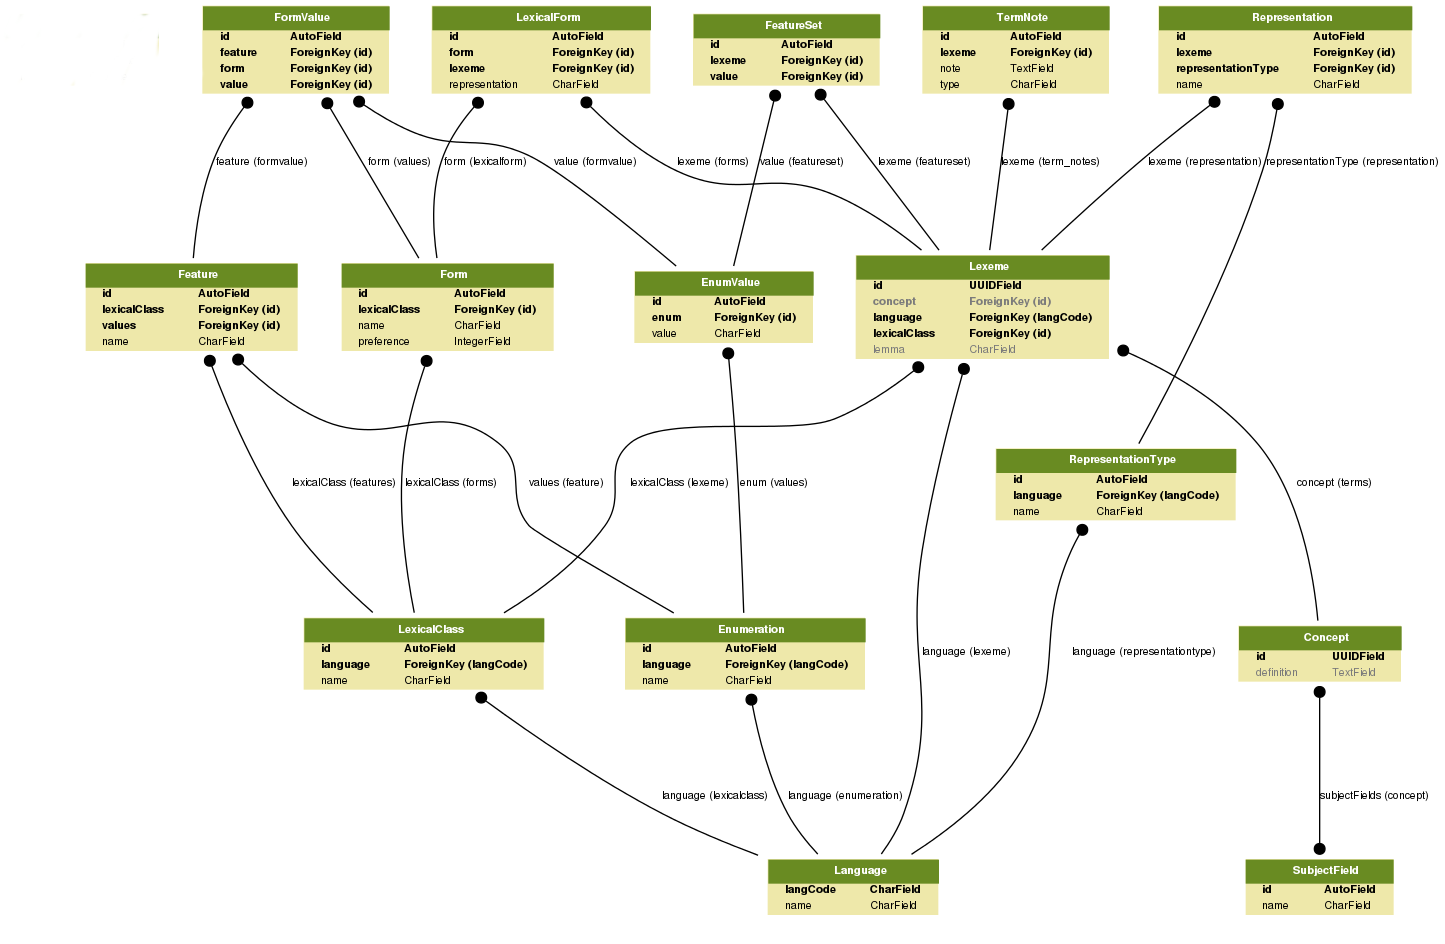 FormValue
id AutoField
feature ForeignKey (id)
form ForeignKey (id)
value ForeignKey (id)
LexicalForm
id AutoField
form ForeignKey (id)
lexeme ForeignKey (id)
representation CharField
FeatureSet
id AutoField
lexeme ForeignKey (id)
value ForeignKey (id)
TermNote
id AutoField
lexeme ForeignKey (id)
note TextField
type CharField
Representation
id AutoField
lexeme ForeignKey (id)
representationType ForeignKey (id)
name CharField
feature (formvalue)
form (values)
form (lexicalform)
value (formvalue)
lexeme (forms)
value (featureset)
lexeme (featureset)
lexeme (term_notes)
lexeme (representation)
representationType (representation)
Feature
id AutoField
lexicalClass ForeignKey (id)
values ForeignKey (id)
name CharField
Form
id AutoField
lexicalClass ForeignKey (id)
name CharField
preference IntegerField
EnumValue
id AutoField
enum ForeignKey (id)
value CharField
Lexeme
id UUIDField
concept ForeignKey (id)
language ForeignKey (langCode)
lexicalClass ForeignKey (id)
lemma CharField
RepresentationType
id AutoField
language ForeignKey (langCode)
name CharField
lexicalClass (features)
lexicalClass (forms)
values (feature)
lexicalClass (lexeme)
enum (values)
concept (terms)
LexicalClass
id AutoField
language ForeignKey (langCode)
name CharField
Enumeration
id AutoField
language ForeignKey (langCode)
name CharField
language (lexeme)
language (representationtype)
Concept
id UUIDField
definition TextField
language (lexicalclass)
language (enumeration)
subjectFields (concept)
Language
langCode CharField
name CharField
SubjectField
id AutoField
name CharField